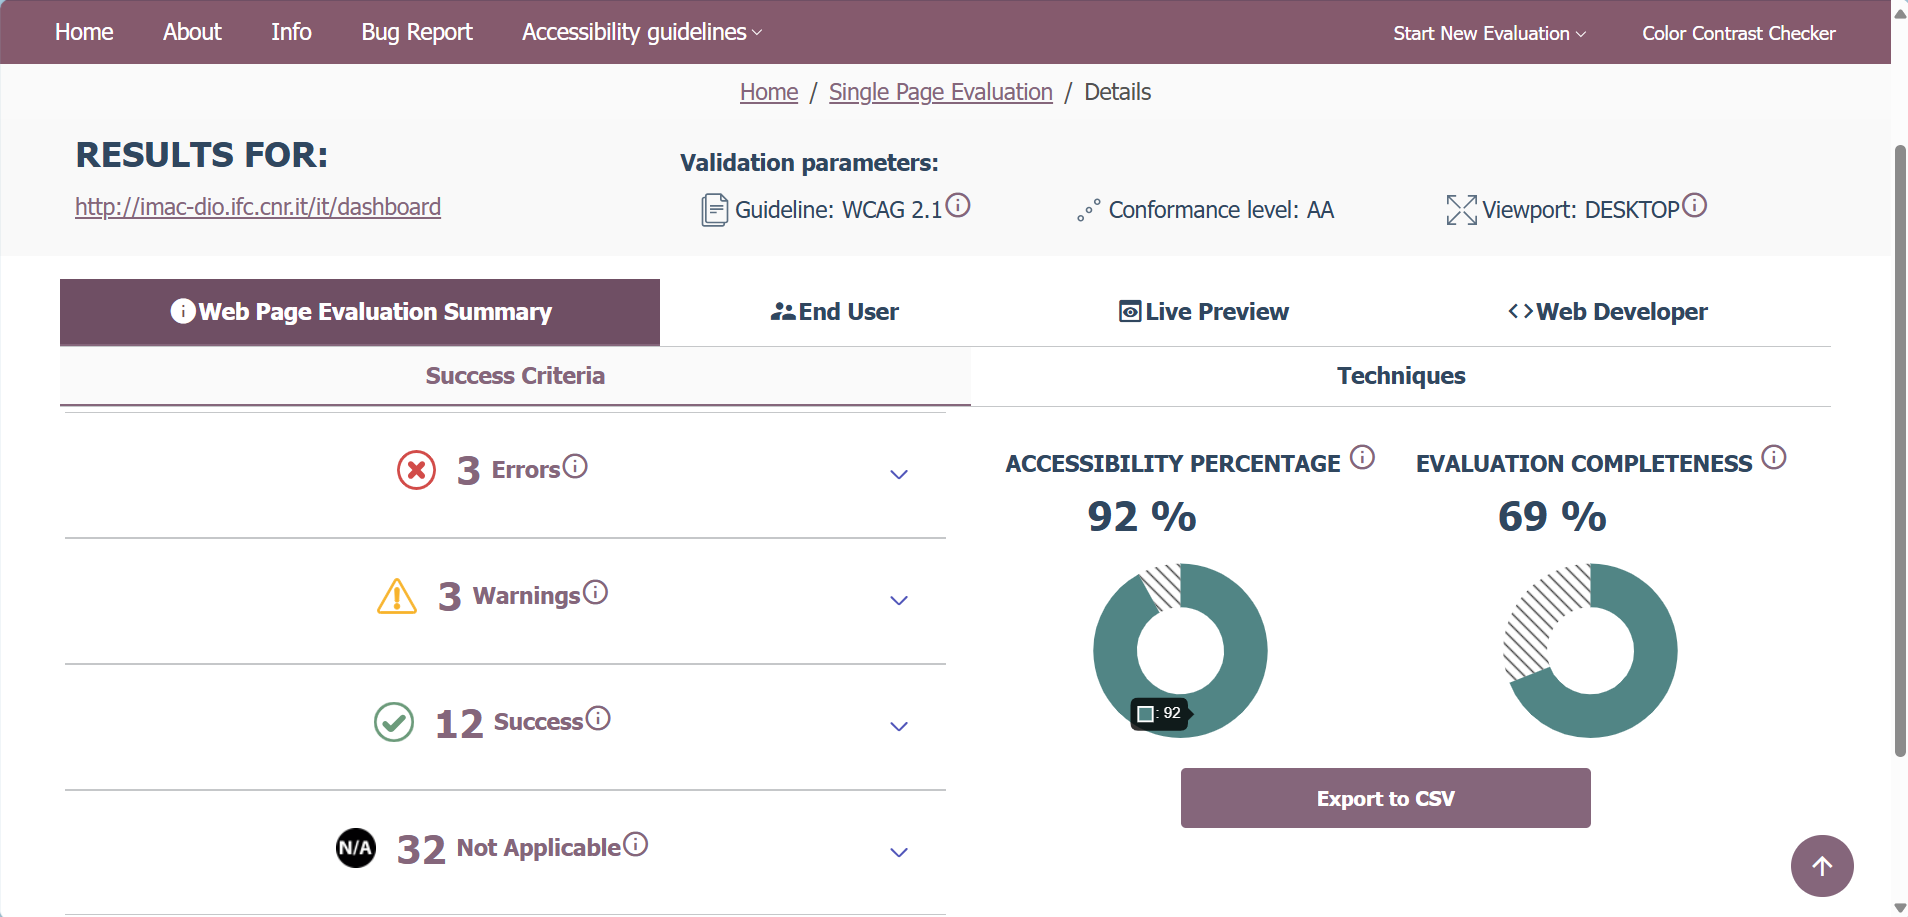 Home About Info Bug Report Accessibility guidelines Start New Evaluation Color Contrast Checker
Home / Single Page Evaluation / Details
RESULTS FOR:
http://imac-dio.ifc.cnr.it/it/dashboard
Validation parameters:
Guideline: WCAG 2.1 Conformance level: AA Viewport: DESKTOP
Web Page Evaluation Summary End User Live Preview Web Developer
Success Criteria Techniques
3 Errors
3 Warnings
12 Success
N/A 32 Not Applicable
ACCESSIBILITY PERCENTAGE EVALUATION COMPLETENESS
92 % 69 %
: 92
Export to CSV